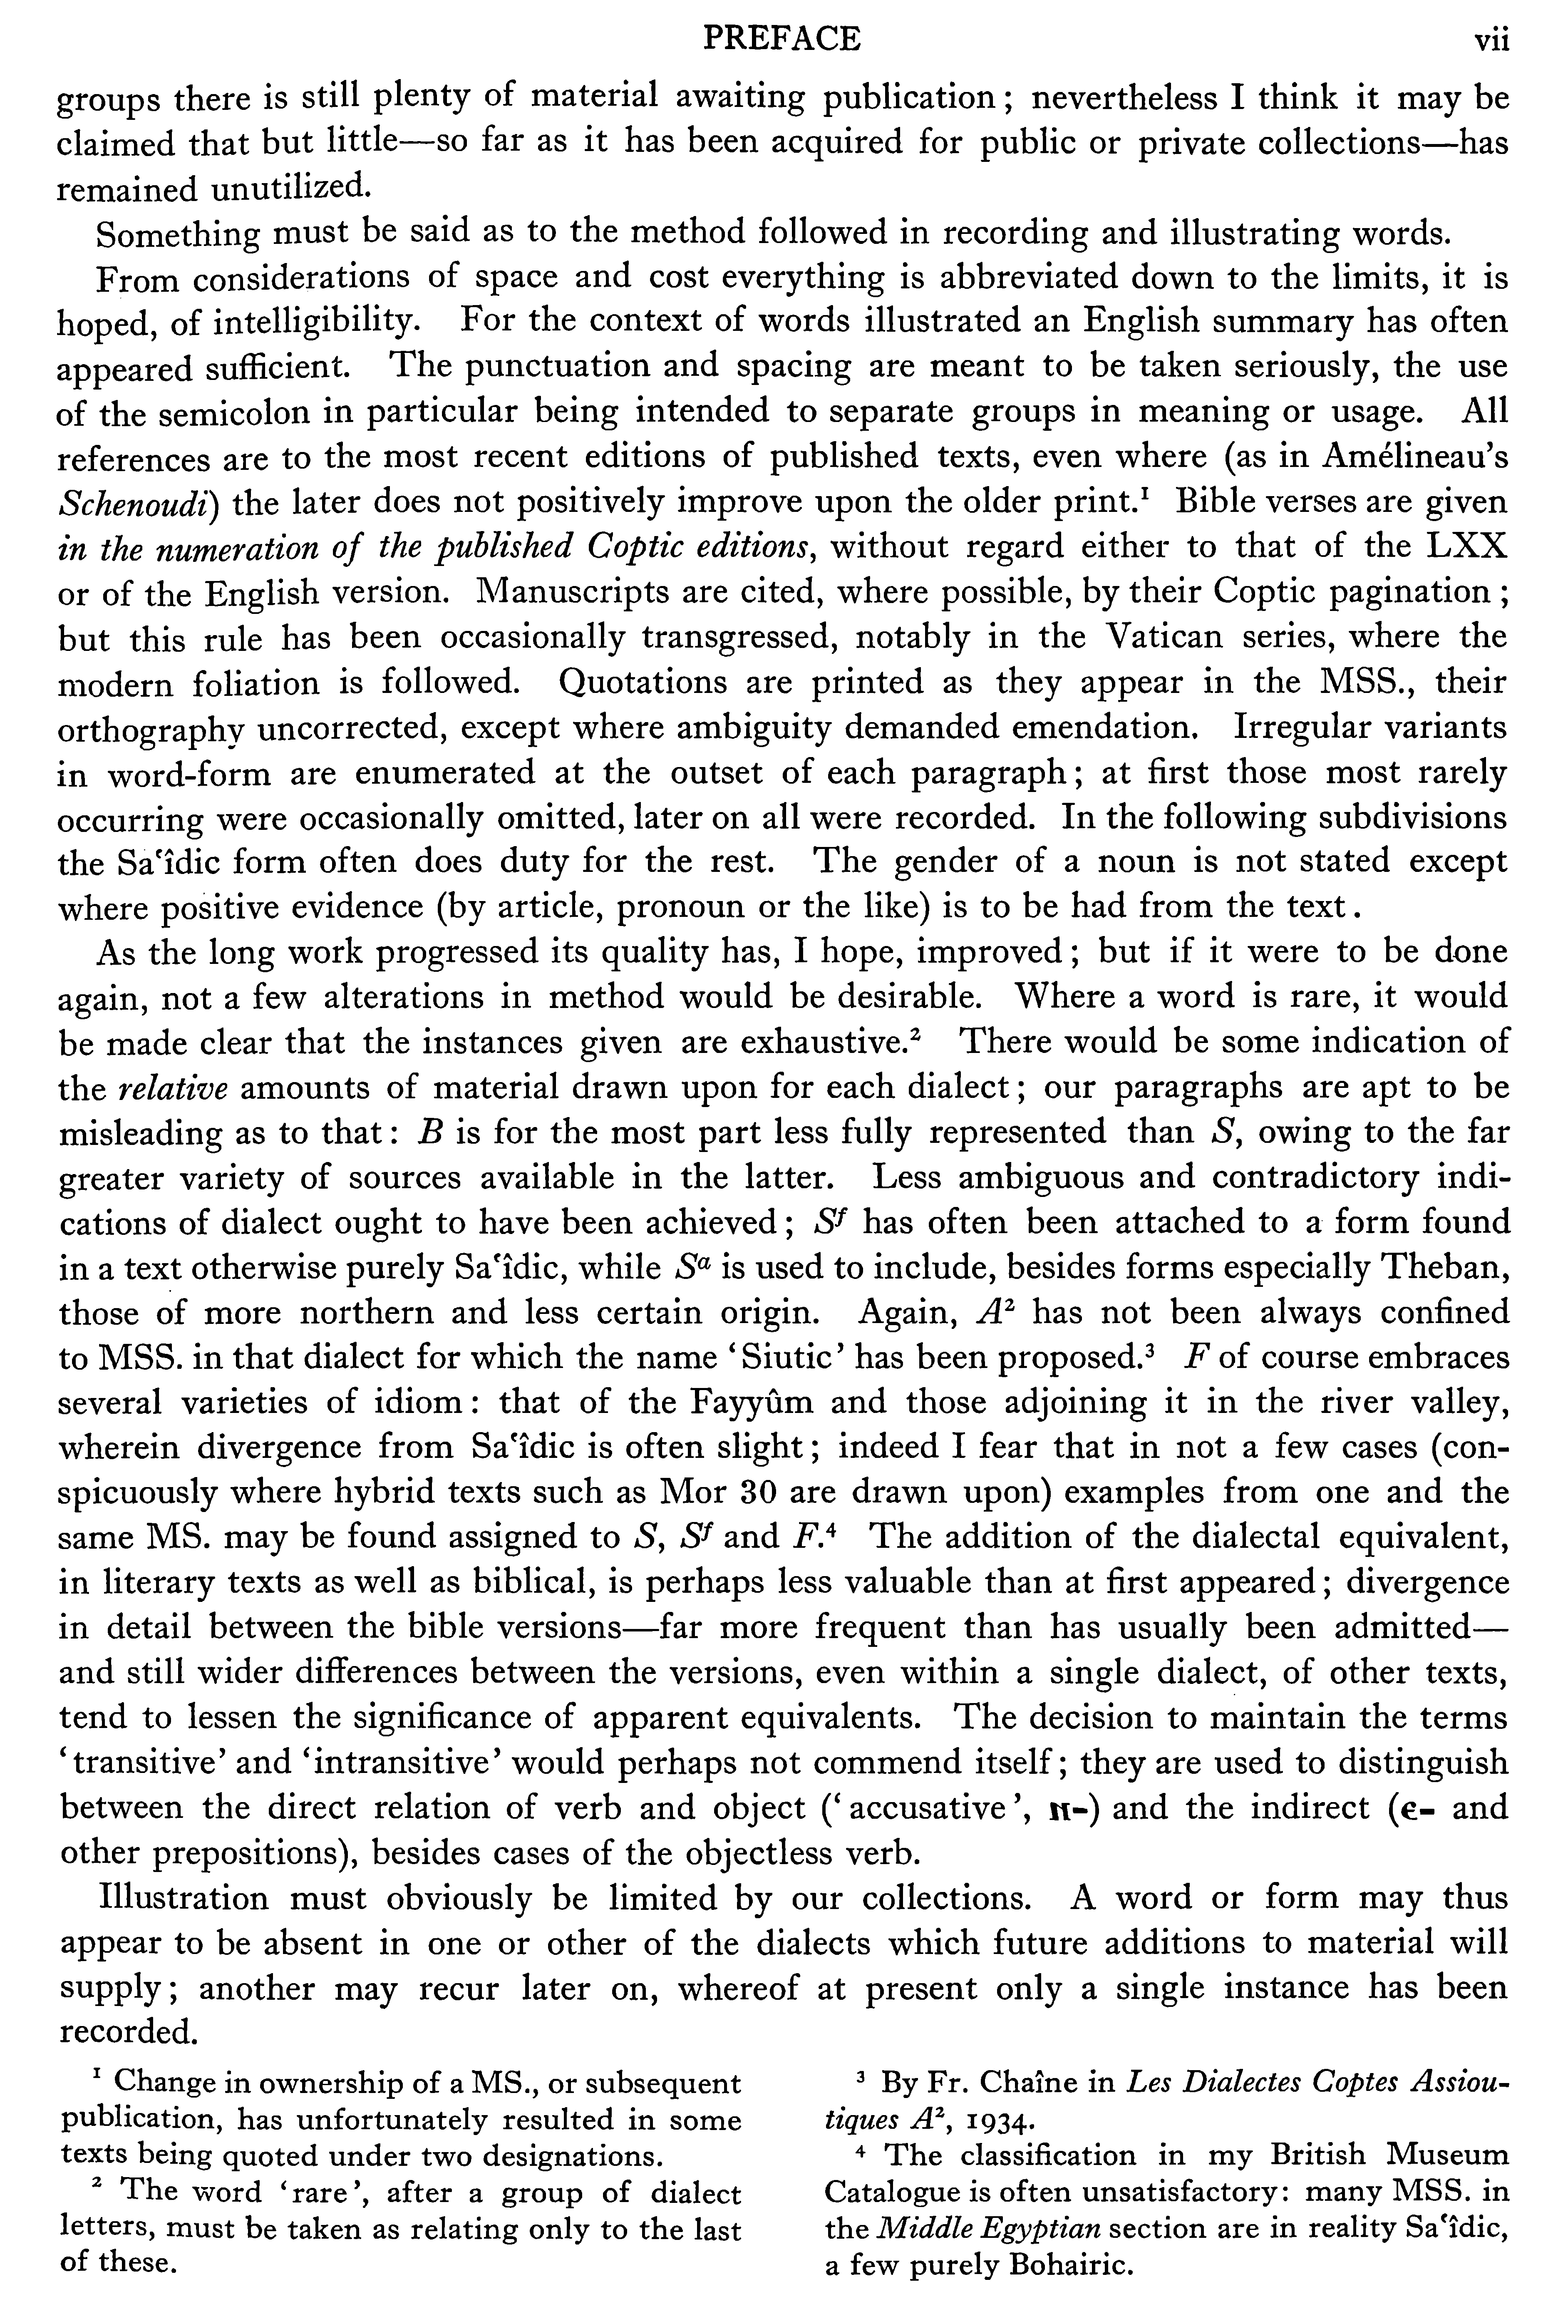 PREFACE vii
groups there is still plenty of material awaiting publication; nevertheless I think it may be
claimed that but little—so far as it has been acquired for public or private collections—has
remained unutilized.
Something must be said as to the method followed in recording and illustrating words.
From considerations of space and cost everything is abbreviated down to the limits, it is
hoped, of intelligibility. For the context of words illustrated an English summary has often
appeared sufficient. The punctuation and spacing are meant to be taken seriously, the use
of the semicolon in particular being intended to separate groups in meaning or usage. All
references are to the most recent editions of published texts, even where (as in Amélineau's
Schenoudi) the later does not positively improve upon the older print.¹ Bible verses are given
in the numeration of the published Coptic editions, without regard either to that of the LXX
or of the English version. Manuscripts are cited, where possible, by their Coptic pagination;
but this rule has been occasionally transgressed, notably in the Vatican series, where the
modern foliation is followed. Quotations are printed as they appear in the MSS., their
orthography uncorrected, except where ambiguity demanded emendation. Irregular variants
in word-form are enumerated at the outset of each paragraph; at first those most rarely
occurring were occasionally omitted, later on all were recorded. In the following subdivisions
the Saʿîdic form often does duty for the rest. The gender of a noun is not stated except
where positive evidence (by article, pronoun or the like) is to be had from the text.
As the long work progressed its quality has, I hope, improved; but if it were to be done
again, not a few alterations in method would be desirable. Where a word is rare, it would
be made clear that the instances given are exhaustive.² There would be some indication of
the relative amounts of material drawn upon for each dialect; our paragraphs are apt to be
misleading as to that: B is for the most part less fully represented than S, owing to the far
greater variety of sources available in the latter. Less ambiguous and contradictory indi-
cations of dialect ought to have been achieved; Sᶠ has often been attached to a form found
in a text otherwise purely Saʿîdic, while Sᵃ is used to include, besides forms especially Theban,
those of more northern and less certain origin. Again, A² has not been always confined
to MSS. in that dialect for which the name 'Siutic' has been proposed.³ F of course embraces
several varieties of idiom: that of the Fayyûm and those adjoining it in the river valley,
wherein divergence from Saʿîdic is often slight; indeed I fear that in not a few cases (con-
spicuously where hybrid texts such as Mor 30 are drawn upon) examples from one and the
same MS. may be found assigned to S, Sᶠ and F.⁴ The addition of the dialectal equivalent,
in literary texts as well as biblical, is perhaps less valuable than at first appeared; divergence
in detail between the bible versions—far more frequent than has usually been admitted—
and still wider differences between the versions, even within a single dialect, of other texts,
tend to lessen the significance of apparent equivalents. The decision to maintain the terms
'transitive' and 'intransitive' would perhaps not commend itself; they are used to distinguish
between the direct relation of verb and object ('accusative', ⲛ-) and the indirect (ⲉ- and
other prepositions), besides cases of the objectless verb.
Illustration must obviously be limited by our collections. A word or form may thus
appear to be absent in one or other of the dialects which future additions to material will
supply; another may recur later on, whereof at present only a single instance has been
recorded.
¹ Change in ownership of a MS., or subsequent
publication, has unfortunately resulted in some
texts being quoted under two designations.
² The word 'rare', after a group of dialect
letters, must be taken as relating only to the last
of these.
³ By Fr. Chaîne in Les Dialectes Coptes Assiou-
tiques A², 1934.
⁴ The classification in my British Museum
Catalogue is often unsatisfactory: many MSS. in
the Middle Egyptian section are in reality Saʿîdic,
a few purely Bohairic.